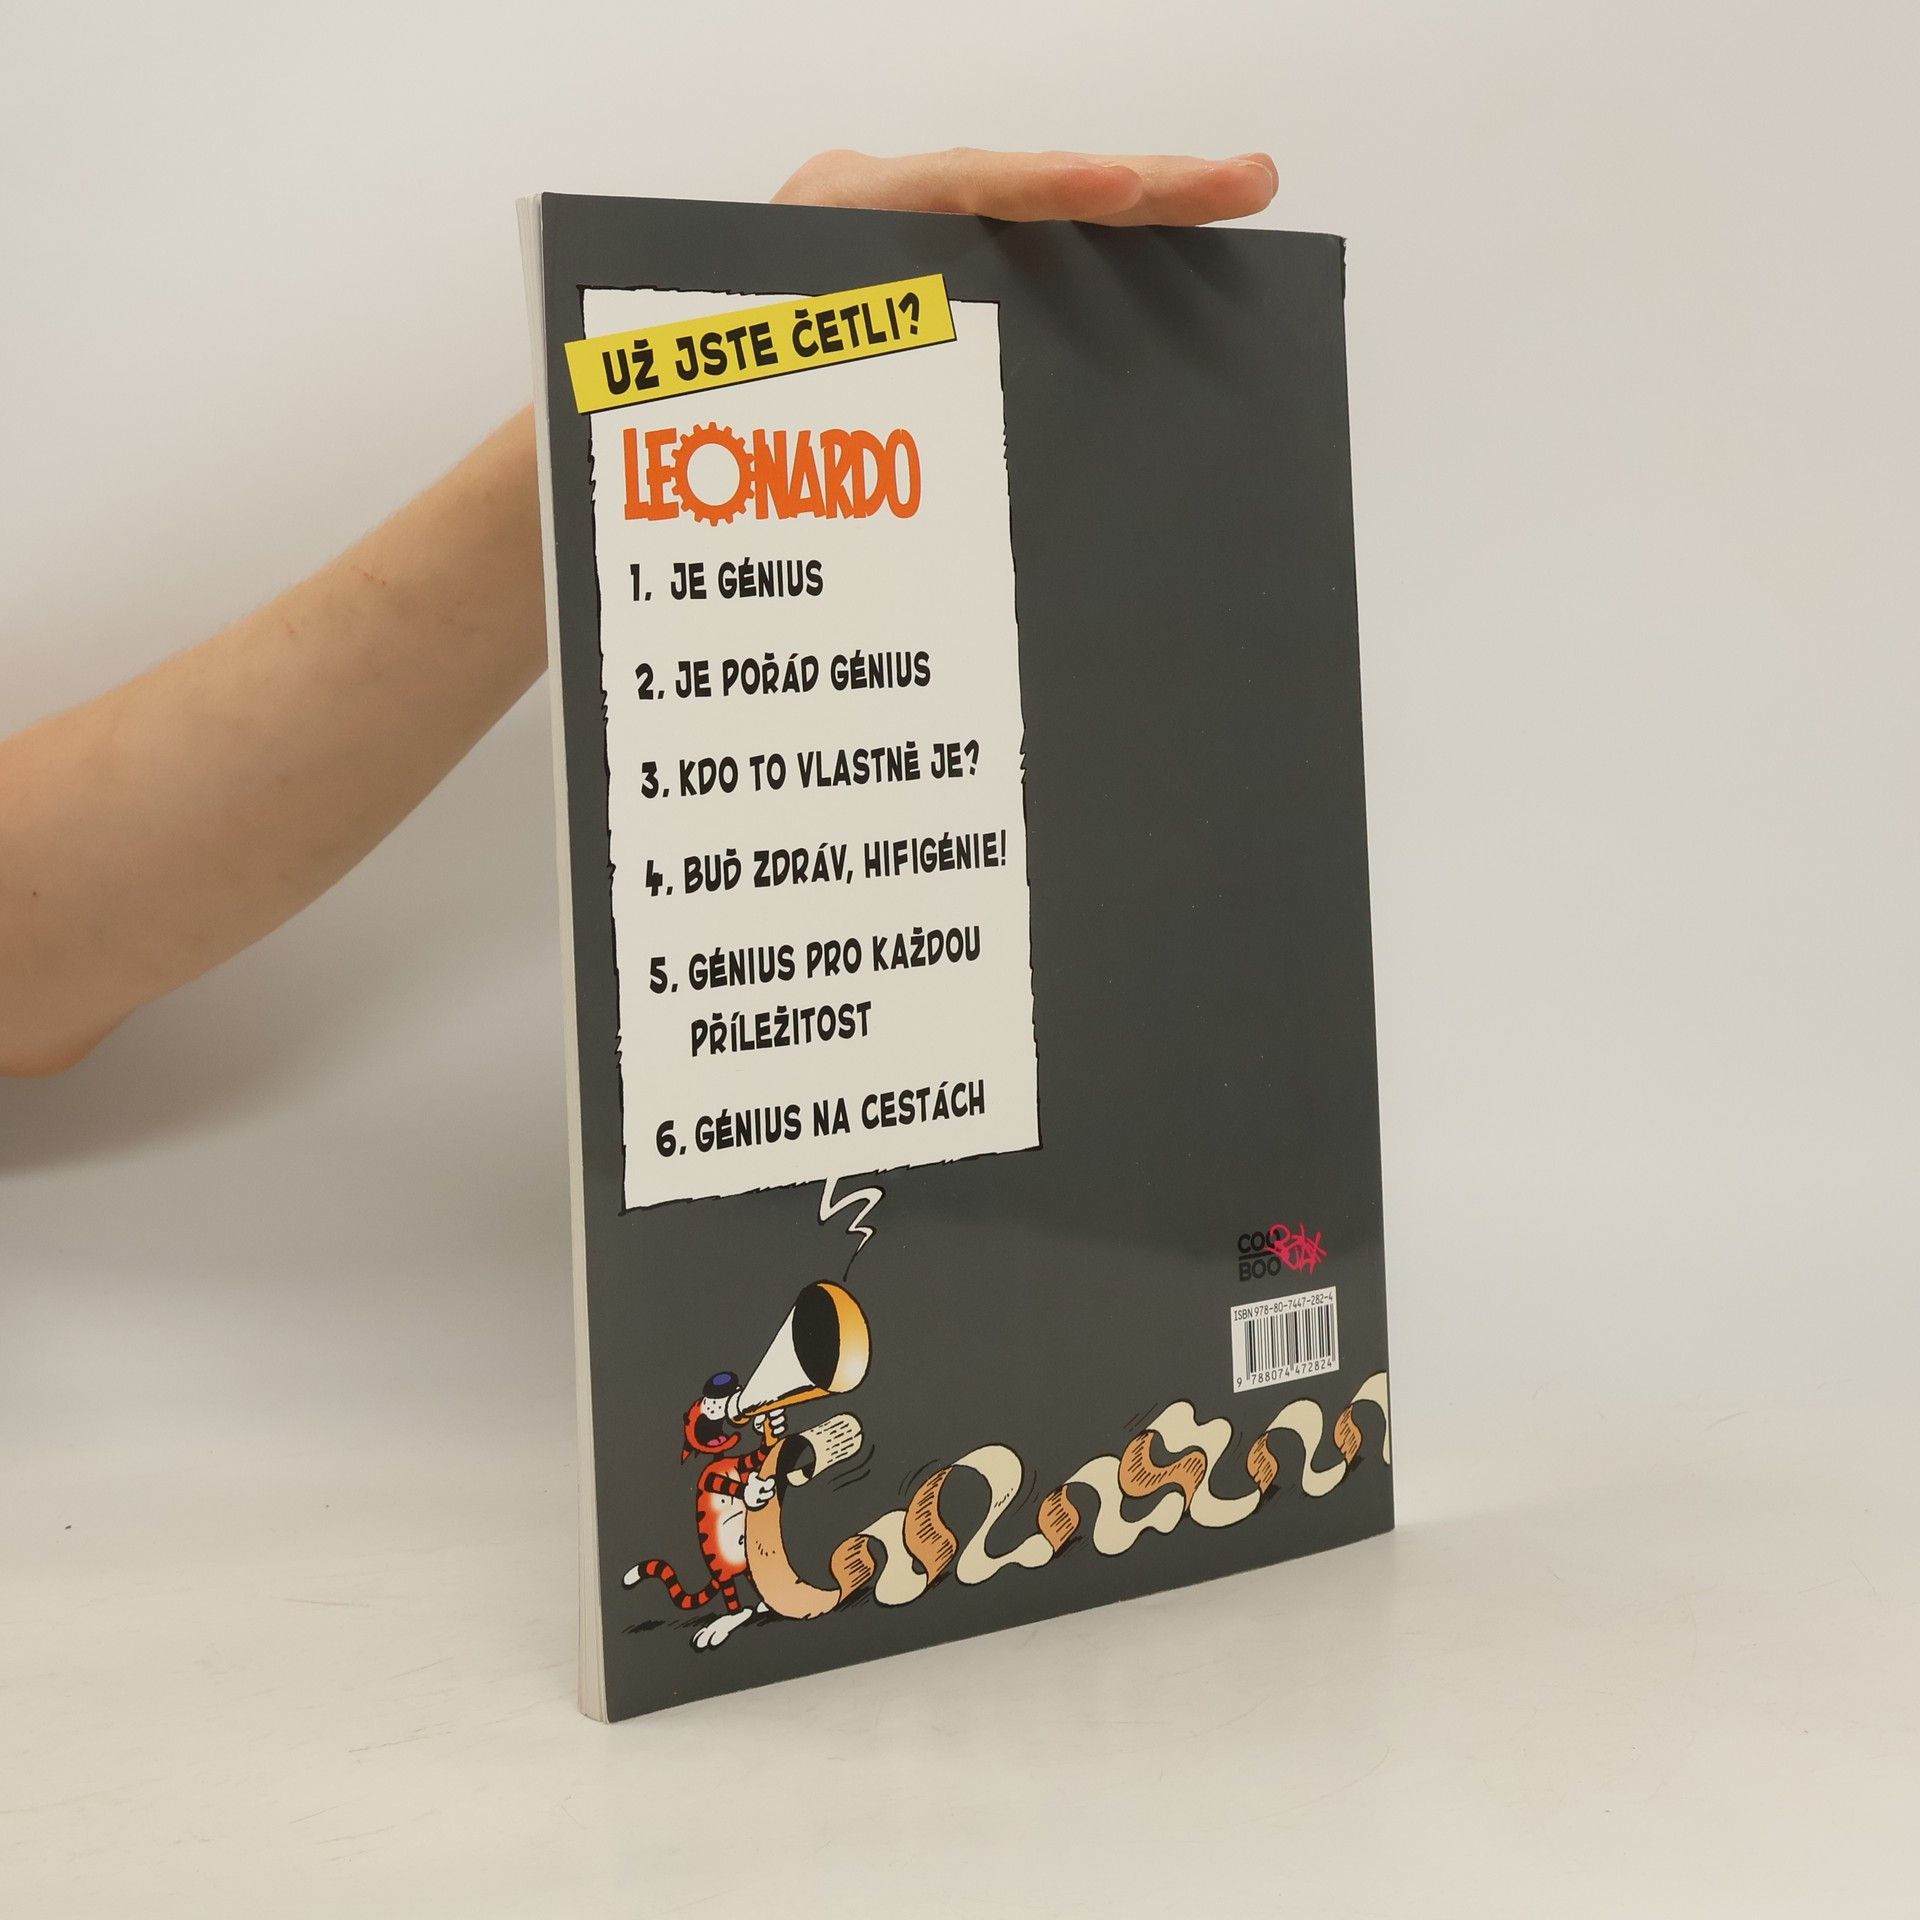 UŽ JSTE ČETLI?
LEONARDO
1. JE GÉNIUS
2. JE POŘÁD GÉNIUS
3. KDO TO VLASTNĚ JE?
4. BUĎ ZDRÁV, HIFIGÉNIE!
5. GÉNIUS PRO KAŽDOU
PŘÍLEŽITOST
6. GÉNIUS NA CESTÁCH
COO
BOO
ISBN 978-80-7447-282-4
9 788074 472824